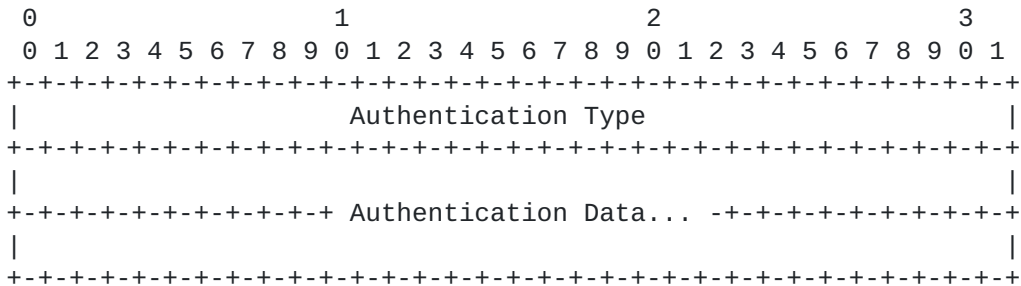 0                   1                   2                   3
 0 1 2 3 4 5 6 7 8 9 0 1 2 3 4 5 6 7 8 9 0 1 2 3 4 5 6 7 8 9 0 1
+-+-+-+-+-+-+-+-+-+-+-+-+-+-+-+-+-+-+-+-+-+-+-+-+-+-+-+-+-+-+-+-+
|                     Authentication Type                       |
+-+-+-+-+-+-+-+-+-+-+-+-+-+-+-+-+-+-+-+-+-+-+-+-+-+-+-+-+-+-+-+-+
|                                                               |
+-+-+-+-+-+-+-+-+-+-+ Authentication Data... -+-+-+-+-+-+-+-+-+-+
|                                                               |
+-+-+-+-+-+-+-+-+-+-+-+-+-+-+-+-+-+-+-+-+-+-+-+-+-+-+-+-+-+-+-+-+